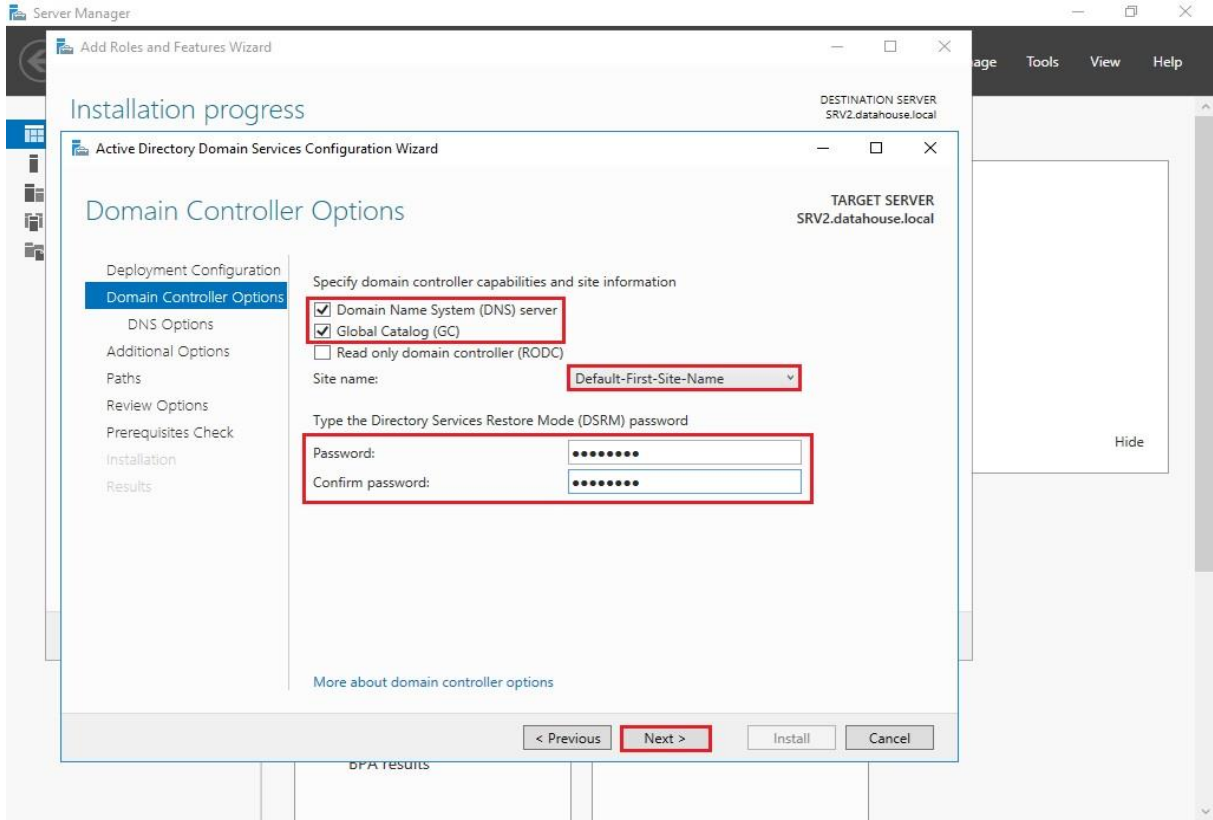 Server Manager
Add Roles and Features Wizard
Tools View Help
Installation progress
DESTINATION SERVER
SRV2.datahouse.local
Active Directory Domain Services Configuration Wizard
Domain Controller Options
TARGET SERVER
SRV2.datahouse.local
Deployment Configuration
Domain Controller Options
DNS Options
Additional Options
Paths
Review Options
Prerequisites Check
Installation
Results
Specify domain controller capabilities and site information
Domain Name System (DNS) server
Global Catalog (GC)
Read only domain controller (RODC)
Site name: Default-First-Site-Name
Type the Directory Services Restore Mode (DSRM) password
Password: ●●●●●●●●
Confirm password: ●●●●●●●●
More about domain controller options
Hide
< Previous Next > Install Cancel
BPA results